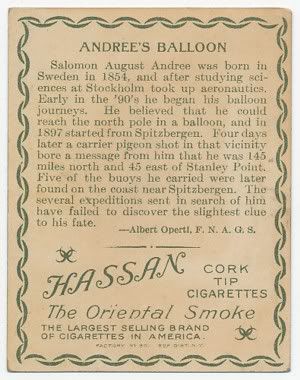 ANDREE'S BALLOON
Salomon August Andree was born in
Sweden in 1854, and after studying sci-
ences at Stockholm took up aeronautics.
Early in the '90's he began his balloon
journeys. He believed that he could
reach the north pole in a balloon, and in
1897 started from Spitzbergen. Four days
later a carrier pigeon shot in that vicinity
bore a message from him that he was 145
miles north and 45 east of Stanley Point.
Five of the buoys he carried were later
found on the coast near Spitzbergen. The
several expeditions sent in search of him
have failed to discover the slightest clue
to his fate.
—Albert Operti, F. N. A. G. S.
HASSAN
CORK
TIP
CIGARETTES
The Oriental Smoke
THE LARGEST SELLING BRAND
OF CIGARETTES IN AMERICA.
FACTORY No 30. DIST. N.Y.